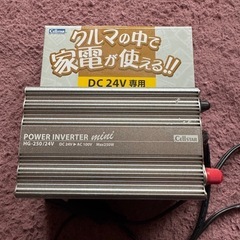 Cellstar
クルマの中で
家電が使える!!
DC 24V 専用
POWER INVERTER mini
HG-250/24V
DC 24V▶AC 100V Max250W
Cellstar